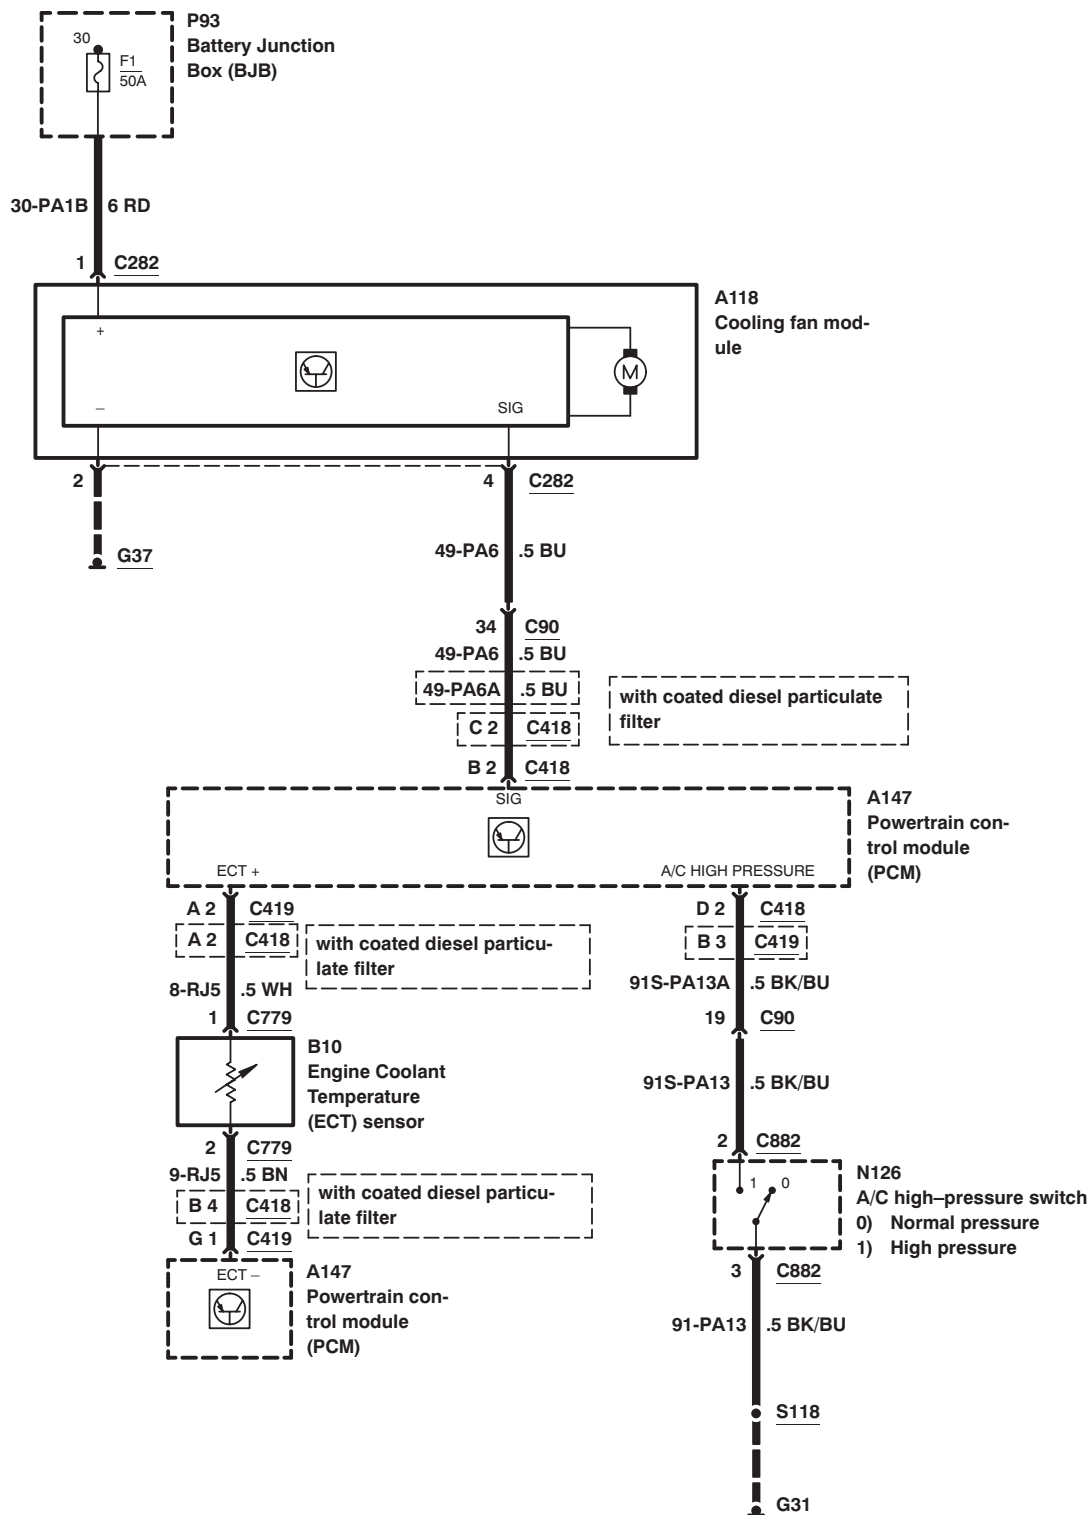 P93
30
Battery Junction
Box (BJB)
F1
50A
30-PA1B 6 RD
1 C282
A118
Cooling fan mod-
ule
+
M
–
SIG
2
4 C282
G37
49-PA6 .5 BU
34 C90
49-PA6 .5 BU
49-PA6A .5 BU
with coated diesel particulate
filter
C 2 C418
B 2 C418
SIG
A147
Powertrain con-
trol module
(PCM)
ECT +
A/C HIGH PRESSURE
A 2 C419
A 2 C418
with coated diesel particu-
late filter
8-RJ5 .5 WH
1 C779
D 2 C418
B 3 C419
91S-PA13A .5 BK/BU
19 C90
B10
Engine Coolant
Temperature
(ECT) sensor
91S-PA13 .5 BK/BU
2 C779
9-RJ5 .5 BN
B 4 C418
with coated diesel particu-
late filter
G 1 C419
2 C882
1 0
N126
A/C high–pressure switch
0) Normal pressure
1) High pressure
ECT –
A147
Powertrain con-
trol module
(PCM)
3 C882
91-PA13 .5 BK/BU
S118
G31